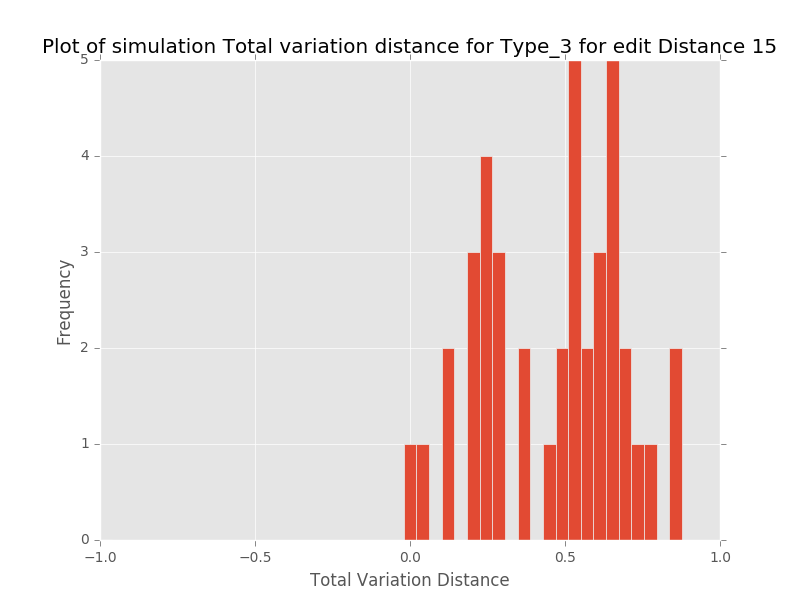 Plot of simulation Total variation distance for Type_3 for edit Distance 15
5
4
3
2
1
0
Frequency
−1.0 −0.5 0.0 0.5 1.0
Total Variation Distance